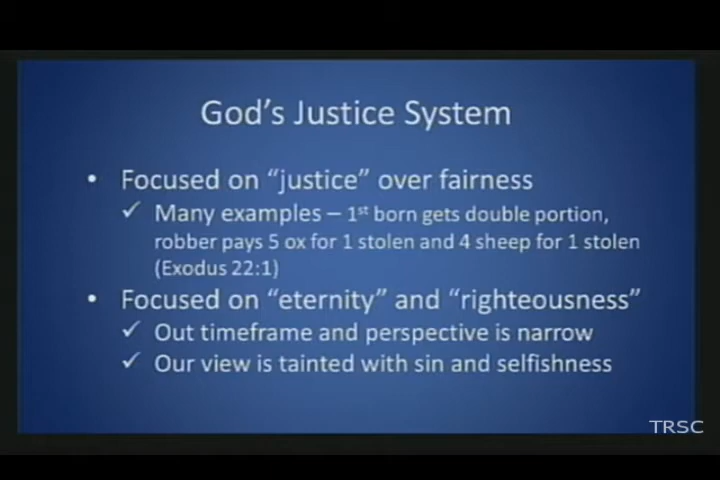 God's Justice System
• Focused on "justice" over fairness
✓ Many examples – 1st born gets double portion,
robber pays 5 ox for 1 stolen and 4 sheep for 1 stolen
(Exodus 22:1)
• Focused on "eternity" and "righteousness"
✓ Out timeframe and perspective is narrow
✓ Our view is tainted with sin and selfishness
TRSC